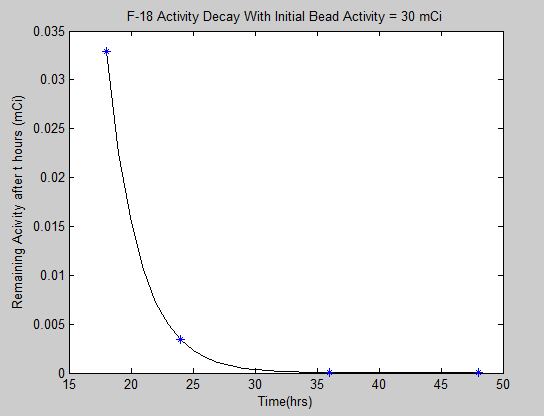 F-18 Activity Decay With Initial Bead Activity = 30 mCi
0.035
0.03
0.025
0.02
0.015
0.01
0.005
0
Remaining Acivity after t hours (mCi)
15 20 25 30 35 40 45 50
Time(hrs)